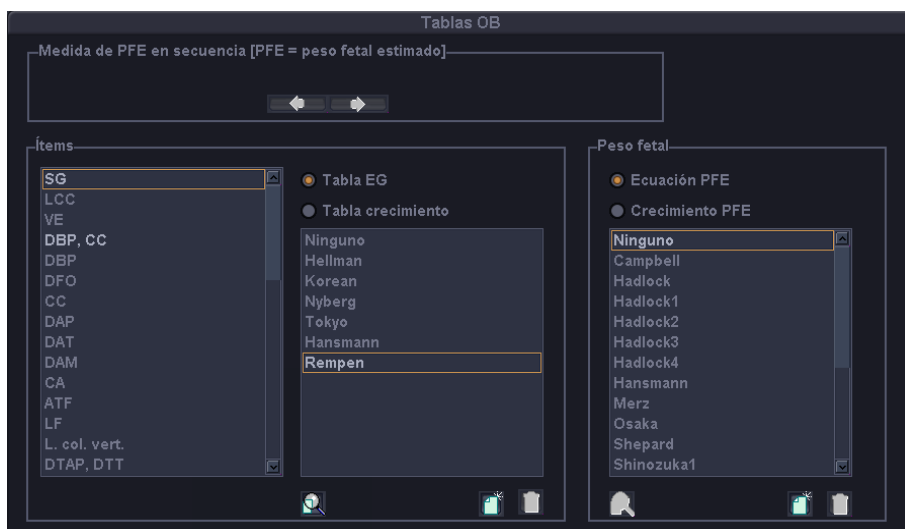 Tablas OB
Medida de PFE en secuencia [PFE = peso fetal estimado]
Ítems
SG
LCC
VE
DBP, CC
DBP
DFO
CC
DAP
DAT
DAM
CA
ATF
LF
L. col. vert.
DTAP, DTT
Tabla EG
Tabla crecimiento
Ninguno
Hellman
Korean
Nyberg
Tokyo
Hansmann
Rempen
Peso fetal
Ecuación PFE
Crecimiento PFE
Ninguno
Campbell
Hadlock
Hadlock1
Hadlock2
Hadlock3
Hadlock4
Hansmann
Merz
Osaka
Shepard
Shinozuka1